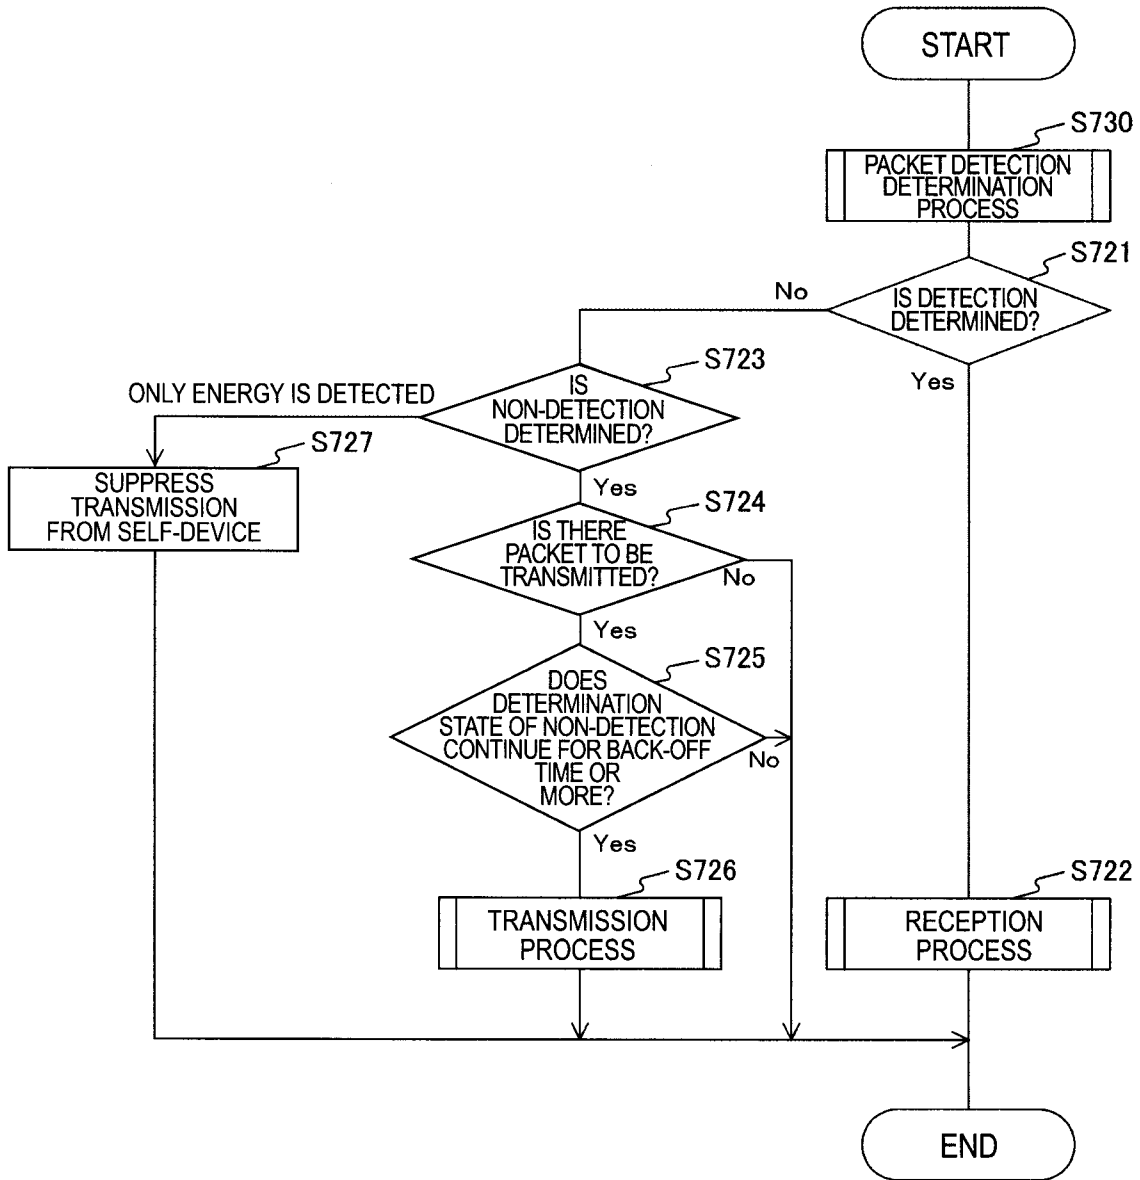 START
S730
PACKET DETECTION
DETERMINATION
PROCESS
S721
IS DETECTION
DETERMINED?
No
Yes
S723
IS
NON-DETECTION
DETERMINED?
ONLY ENERGY IS DETECTED
S727
SUPPRESS
TRANSMISSION
FROM SELF-DEVICE
Yes
S724
IS THERE
PACKET TO BE
TRANSMITTED?
No
Yes
S725
DOES
DETERMINATION
STATE OF NON-DETECTION
CONTINUE FOR BACK-OFF
TIME OR
MORE?
No
Yes
S726
TRANSMISSION
PROCESS
S722
RECEPTION
PROCESS
END